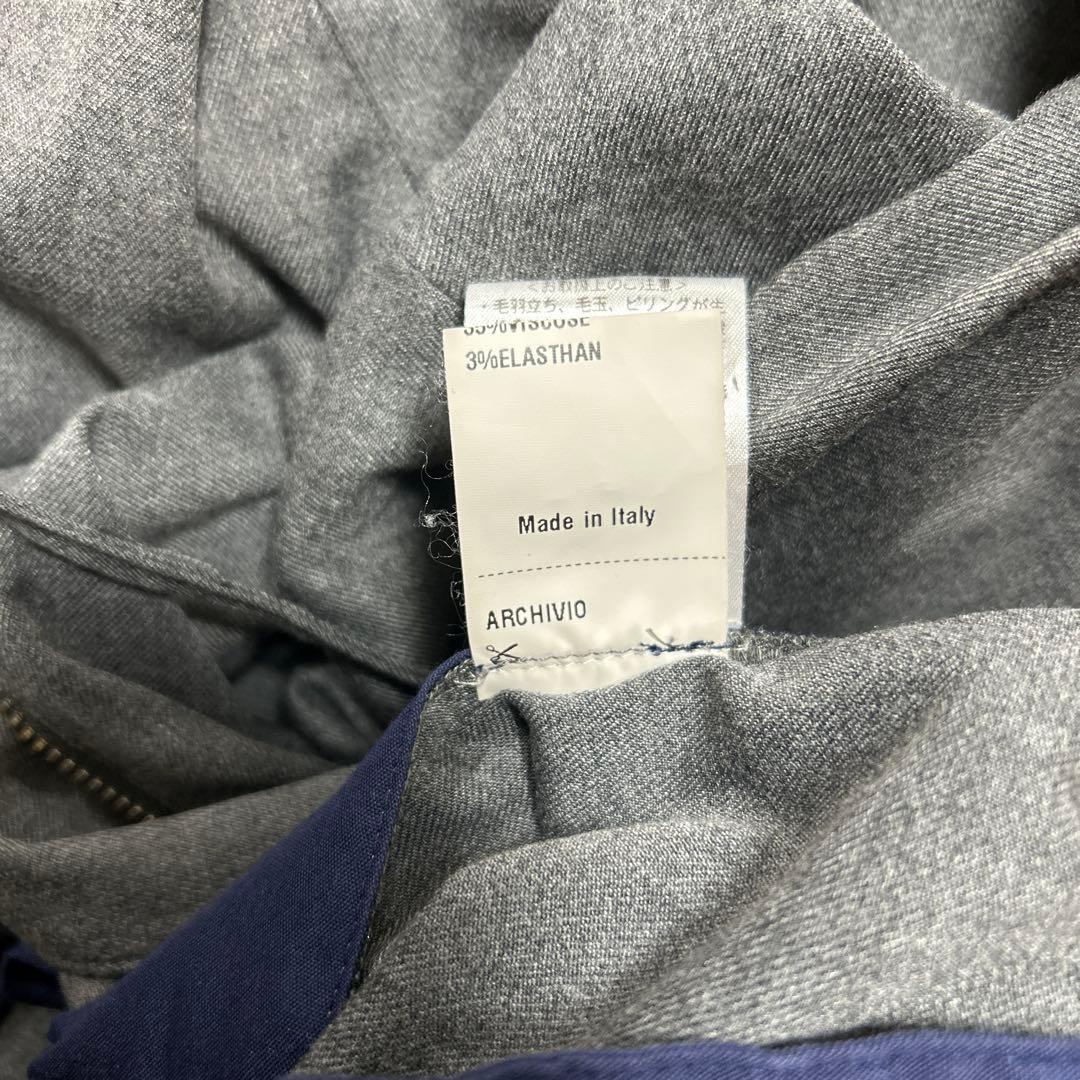 ＜お取扱上のご注意＞
・毛羽立ち、毛玉、ピリングが生
3%ELASTHAN
Made in Italy
ARCHIVIO